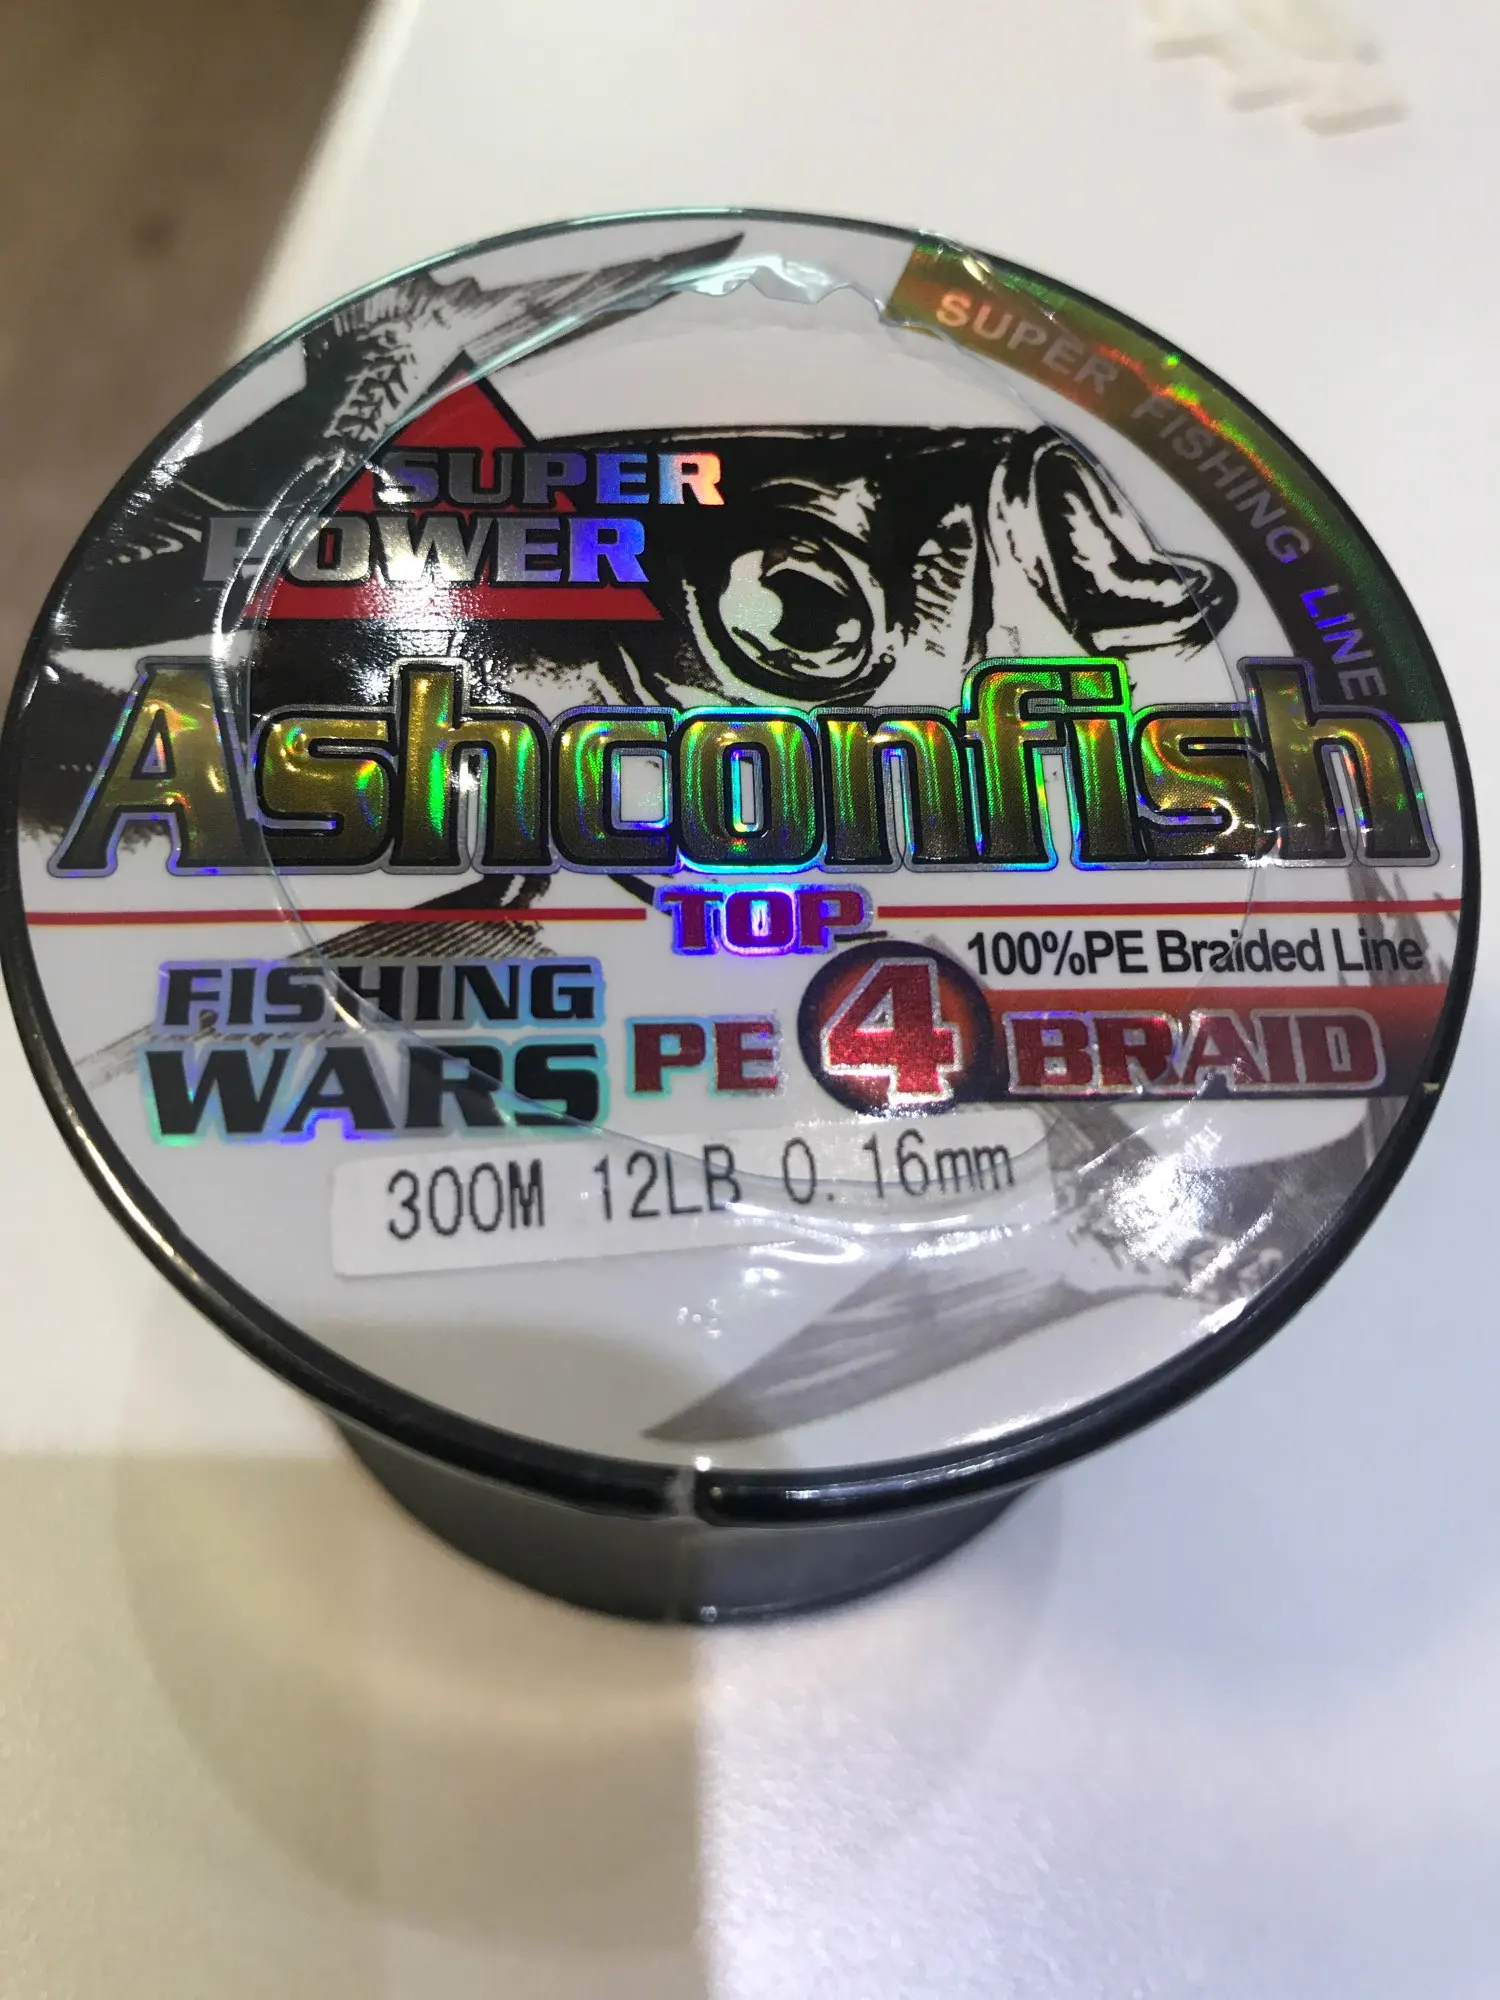 SUPER FISHING LINE
SUPER
POWER
Ashconfish
TOP
100%PE Braided Line
FISHING
WARS
PE 4 BRAID
300M 12LB 0.16mm